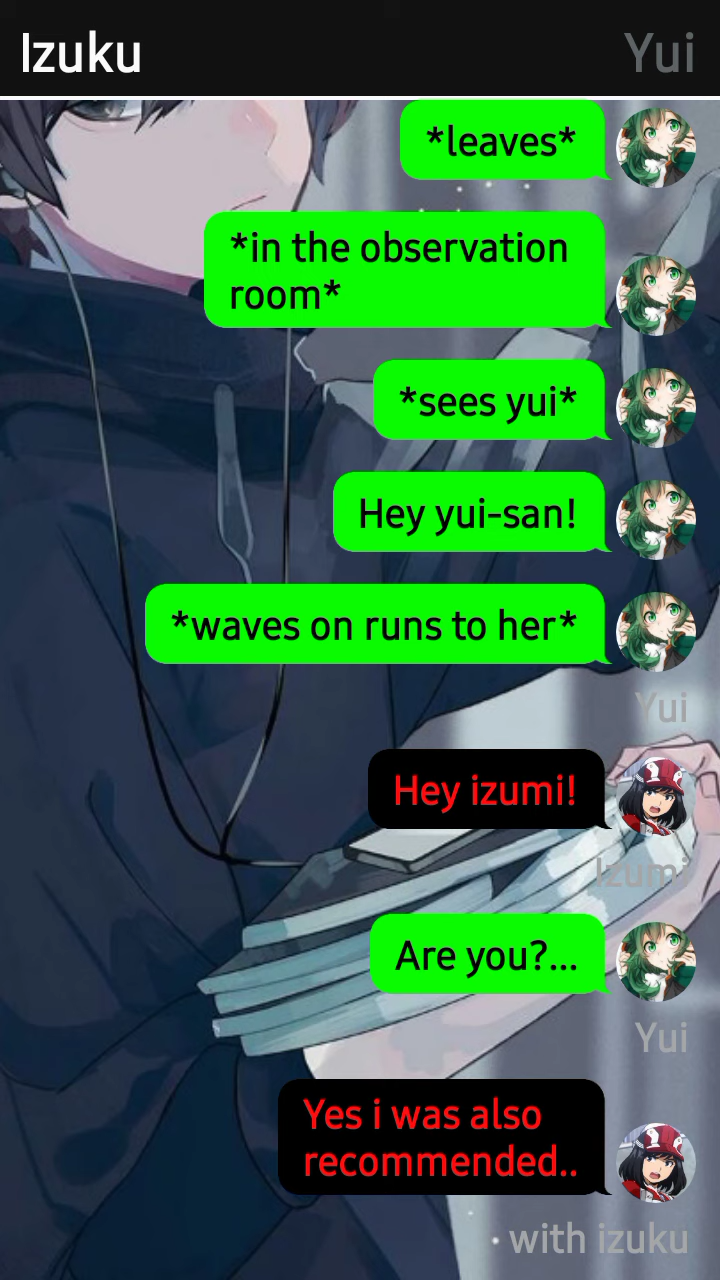 Izuku
Yui
*leaves*
*in the observation
room*
*sees yui*
Hey yui-san!
*waves on runs to her*
Yui
Hey izumi!
Izumi
Are you?...
Yui
Yes i was also
recommended..
with izuku